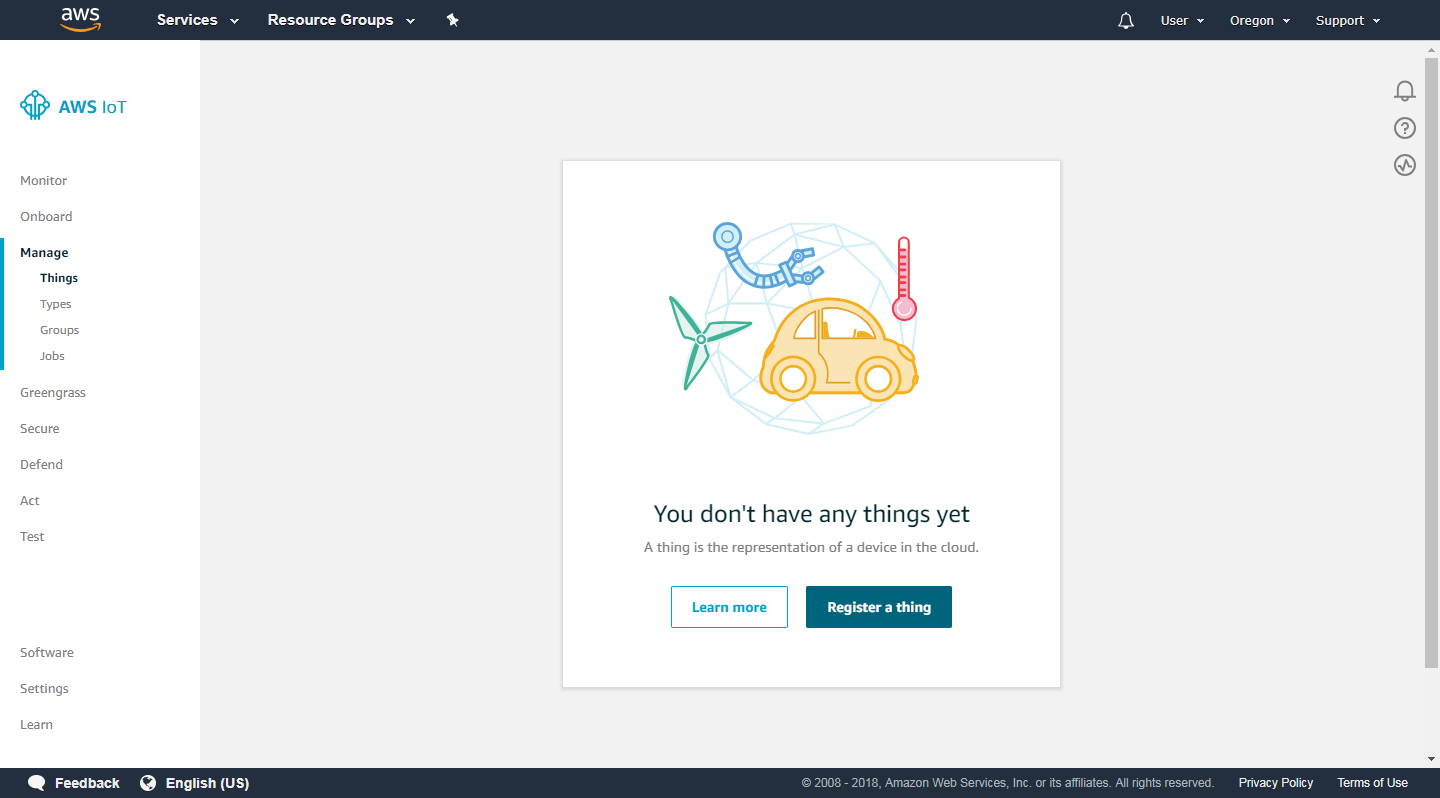 aws Services Resource Groups User Oregon Support
AWS IoT
Monitor
Onboard
Manage
Things
Types
Groups
Jobs
Greengrass
Secure
Defend
Act
Test
Software
Settings
Learn
You don't have any things yet
A thing is the representation of a device in the cloud.
Learn more Register a thing
Feedback English (US) © 2008 - 2018, Amazon Web Services, Inc. or its affiliates. All rights reserved. Privacy Policy Terms of Use